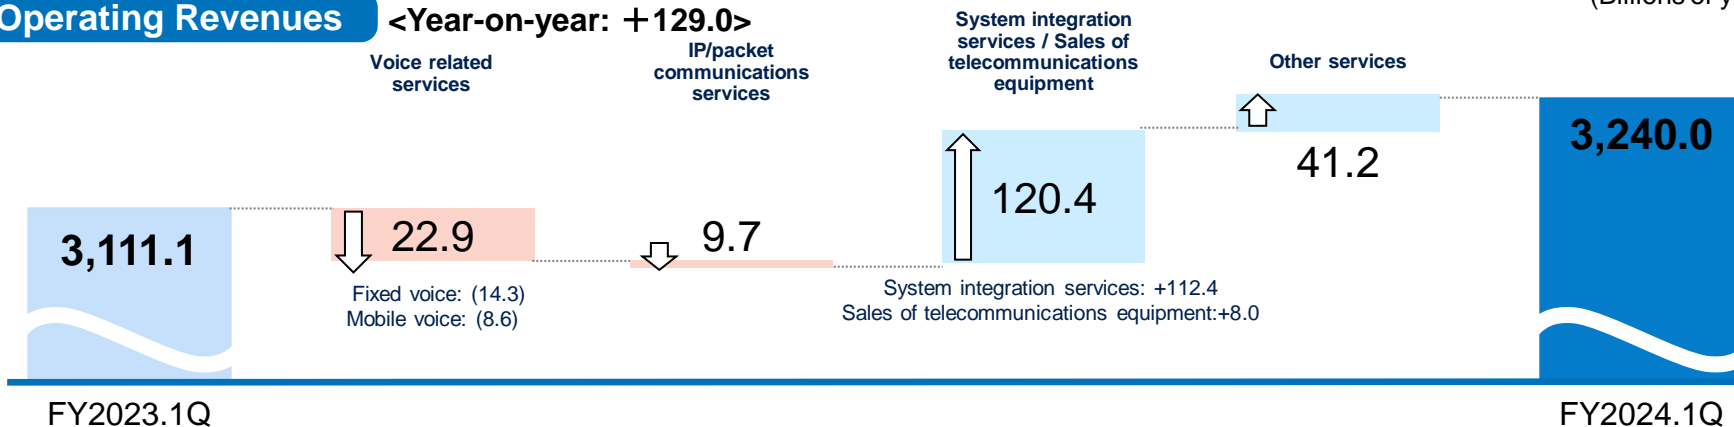 Operating Revenues
<Year-on-year: +129.0>
(Billions of y
Voice related
services
IP/packet
communications
services
System integration
services / Sales of
telecommunications
equipment
Other services
3,111.1
22.9
9.7
120.4
41.2
3,240.0
Fixed voice: (14.3)
Mobile voice: (8.6)
System integration services: +112.4
Sales of telecommunications equipment:+8.0
FY2023.1Q
FY2024.1Q